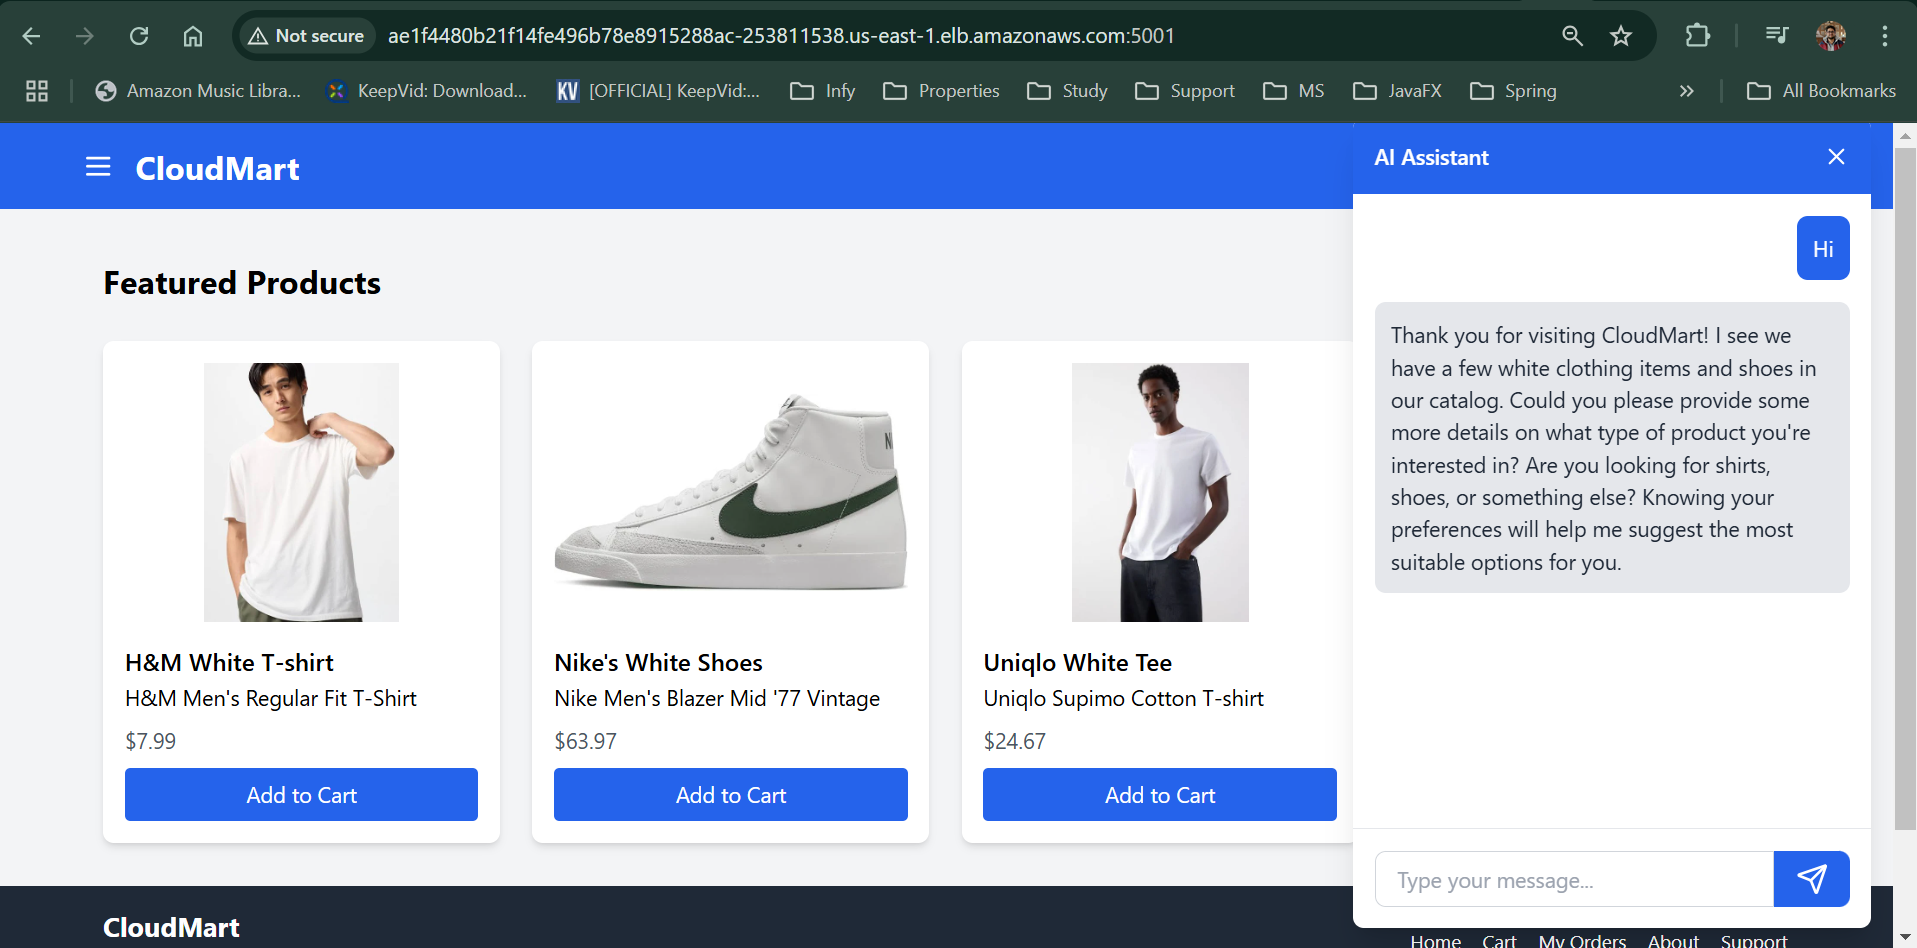 Not secure
ae1f4480b21f14fe496b78e8915288ac-253811538.us-east-1.elb.amazonaws.com:5001
Amazon Music Libra...
KeepVid: Download...
KV
[OFFICIAL] KeepVid:...
Infy
Properties
Study
Support
MS
JavaFX
Spring
All Bookmarks
CloudMart
Featured Products
H&M White T-shirt
H&M Men's Regular Fit T-Shirt
$7.99
Add to Cart
Nike's White Shoes
Nike Men's Blazer Mid '77 Vintage
$63.97
Add to Cart
Uniqlo White Tee
Uniqlo Supimo Cotton T-shirt
$24.67
Add to Cart
AI Assistant
Hi
Thank you for visiting CloudMart! I see we
have a few white clothing items and shoes in
our catalog. Could you please provide some
more details on what type of product you're
interested in? Are you looking for shirts,
shoes, or something else? Knowing your
preferences will help me suggest the most
suitable options for you.
Type your message...
CloudMart
Home
Cart
My Orders
About
Support